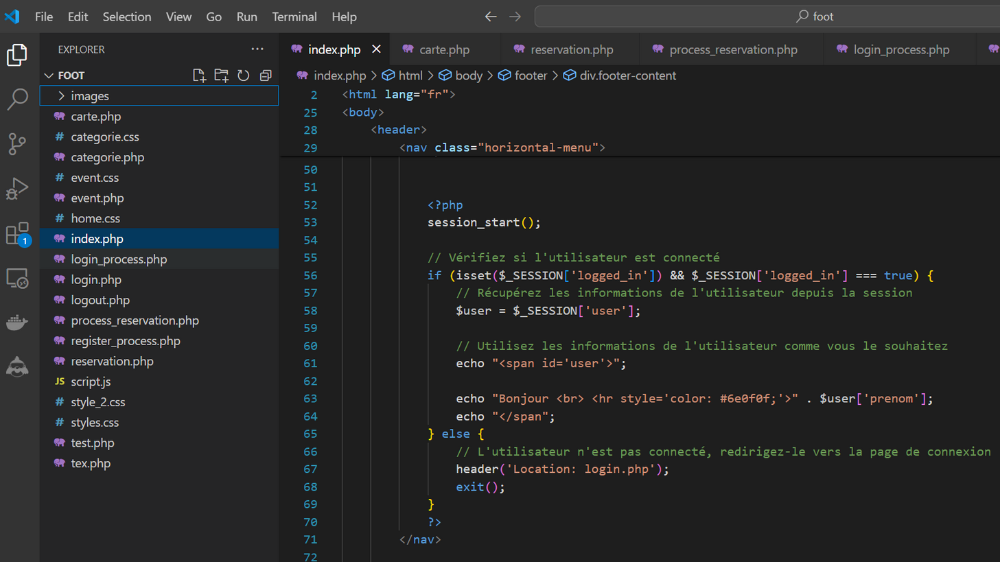 File Edit Selection View Go Run Terminal Help
foot
EXPLORER
index.php
carte.php
reservation.php
process_reservation.php
login_process.php
FOOT
index.php > html > body > footer > div.footer-content
images
carte.php
# categorie.css
categorie.php
# event.css
event.php
# home.css
index.php
login_process.php
login.php
logout.php
process_reservation.php
register_process.php
reservation.php
JS script.js
# style_2.css
# styles.css
test.php
tex.php
1
2 <html lang="fr">
25 <body>
28 <header>
29 <nav class="horizontal-menu">
50
51
52 <?php
53 session_start();
54
55 // Vérifiez si l'utilisateur est connecté
56 if (isset($_SESSION['logged_in']) && $_SESSION['logged_in'] === true) {
57 // Récupérez les informations de l'utilisateur depuis la session
58 $user = $_SESSION['user'];
59
60 // Utilisez les informations de l'utilisateur comme vous le souhaitez
61 echo "<span id='user'>";
62
63 echo "Bonjour <br> <hr style='color: #6e0f0f;'>" . $user['prenom'];
64 echo "</span";
65 } else {
66 // L'utilisateur n'est pas connecté, redirigez-le vers la page de connexion
67 header('Location: login.php');
68 exit();
69 }
70 ?>
71 </nav>
72